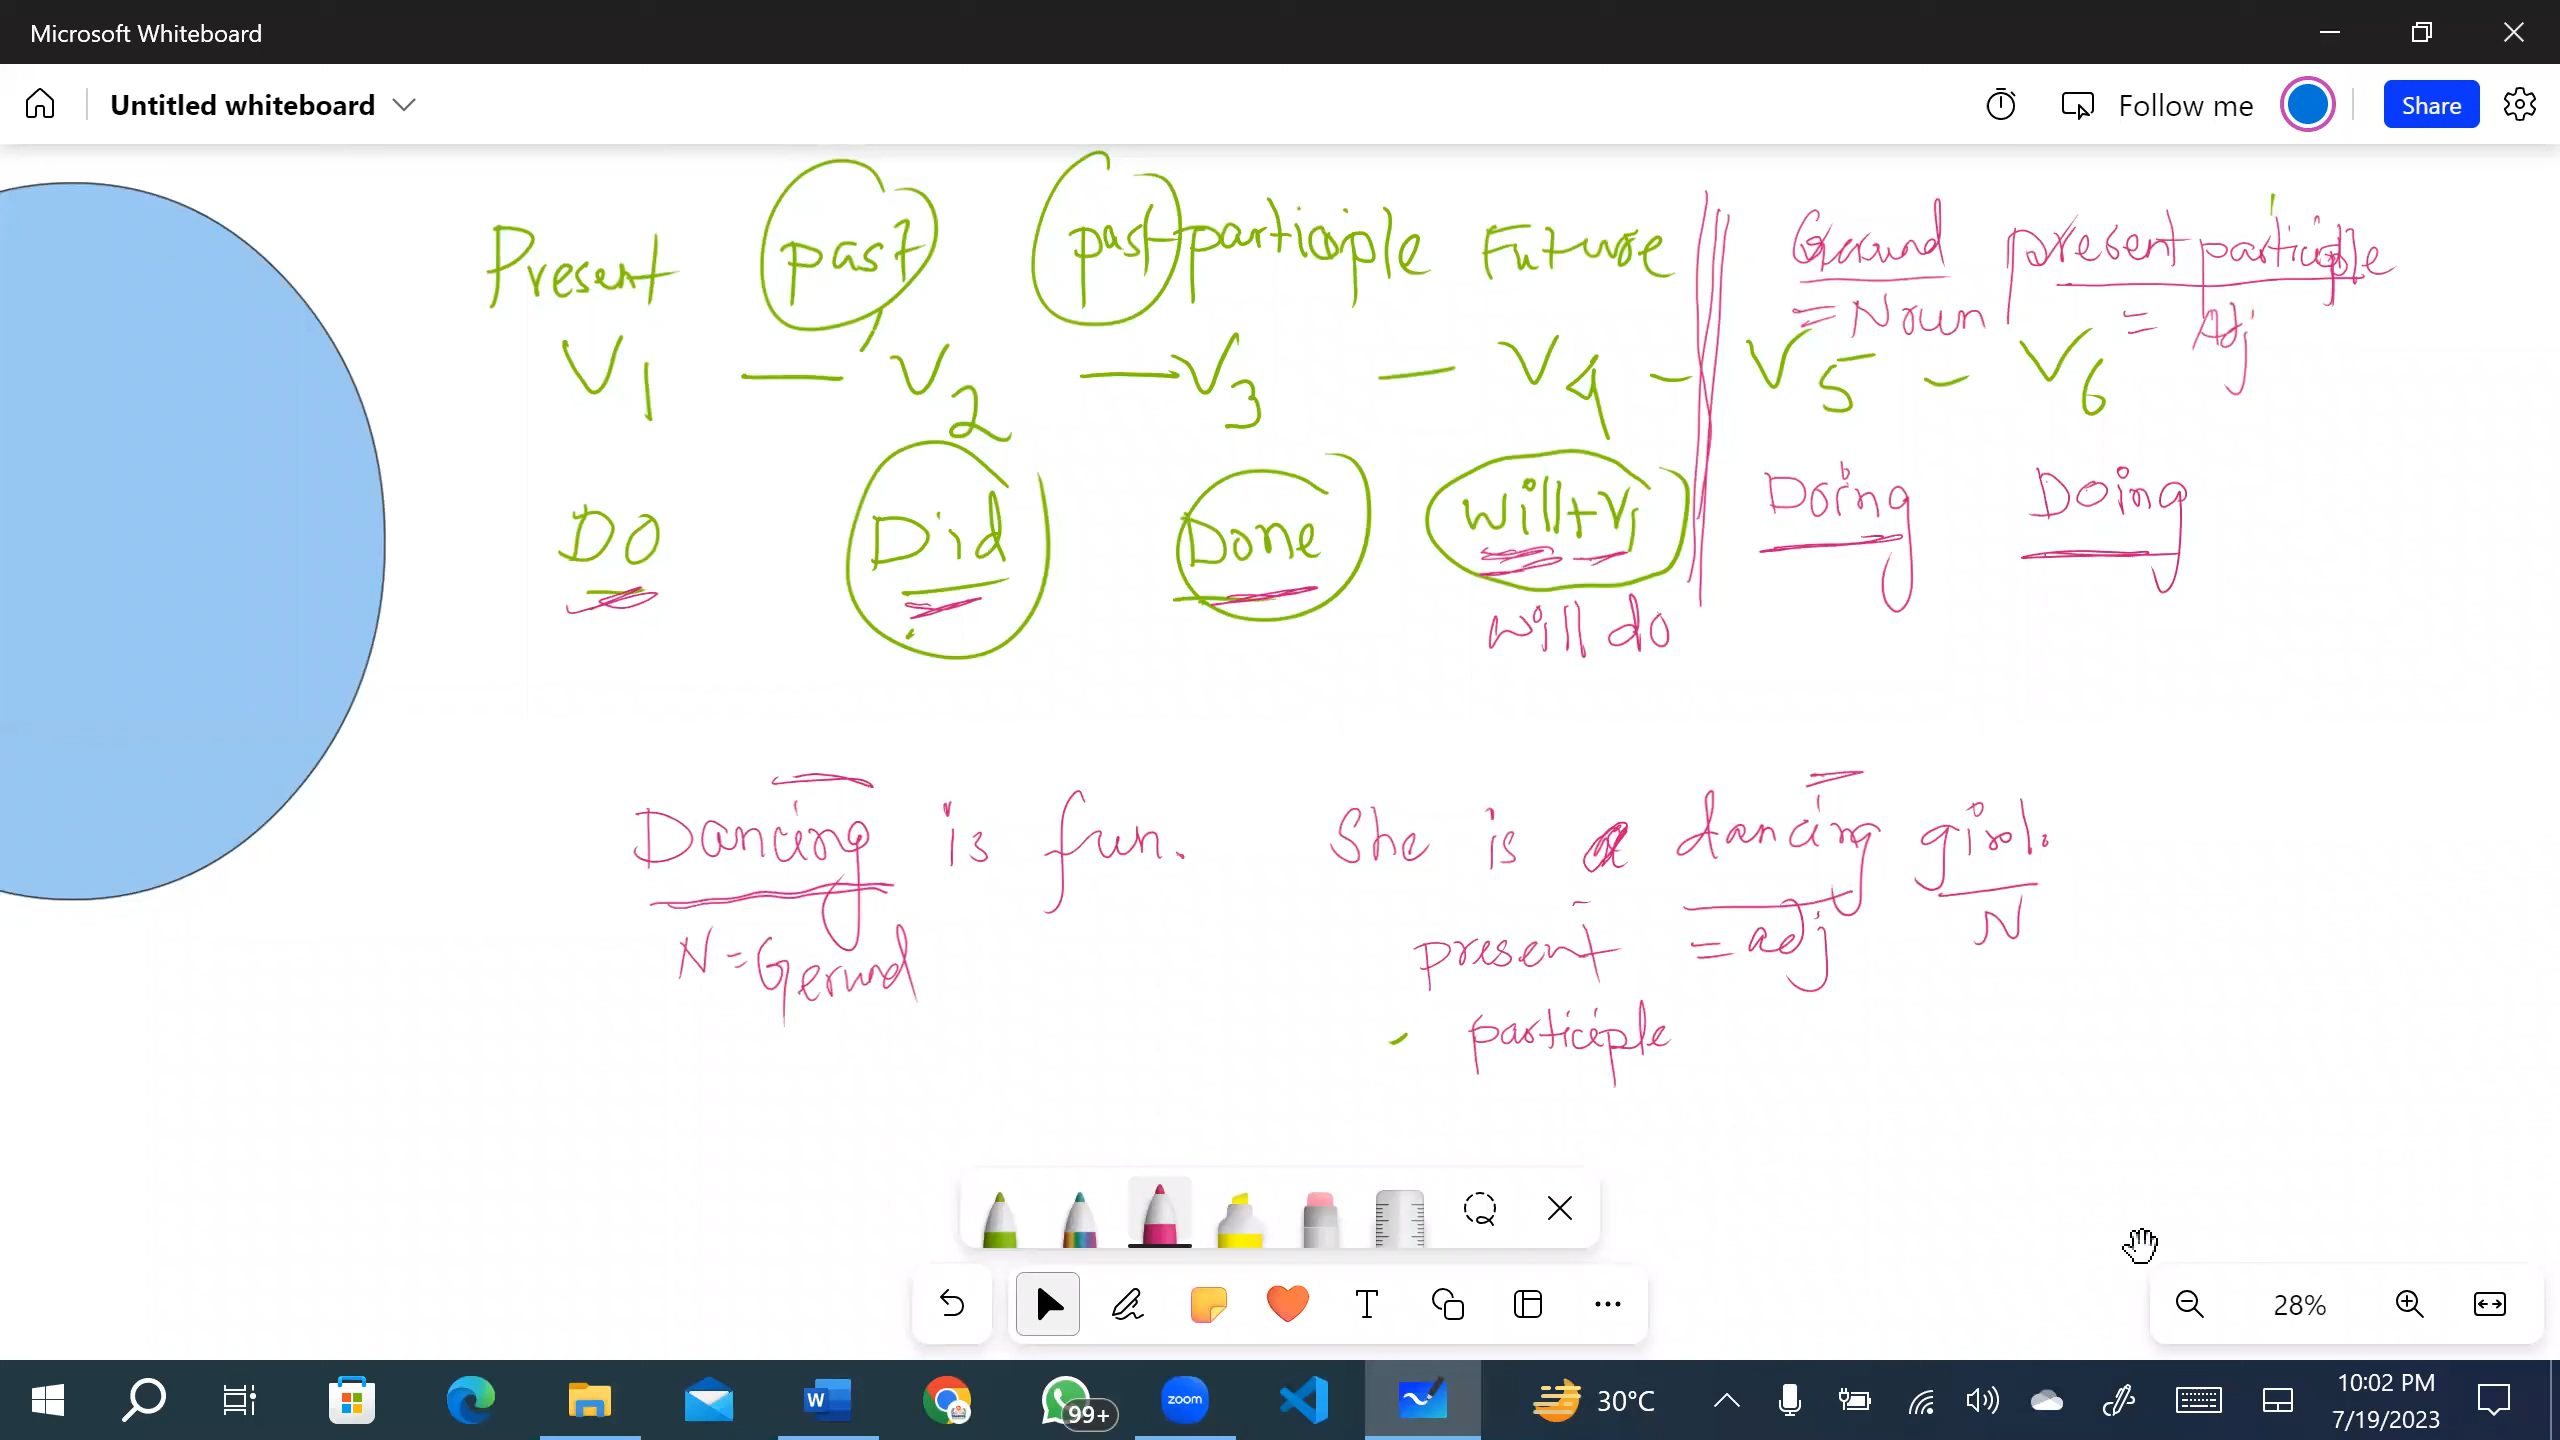 Microsoft Whiteboard
Untitled whiteboard
Follow me
Share
Present past past participle Future Gerund present participle
= Noun = Adj
V1 — V2 — V3 — V4 - V5 - V6
DO Did Done will+V1 Doing Doing
will do
Dancing is fun. She is a dancing girl.
N = Gerund present = adj N
participle
28%
W
99+
zoom
30°C
10:02 PM
7/19/2023